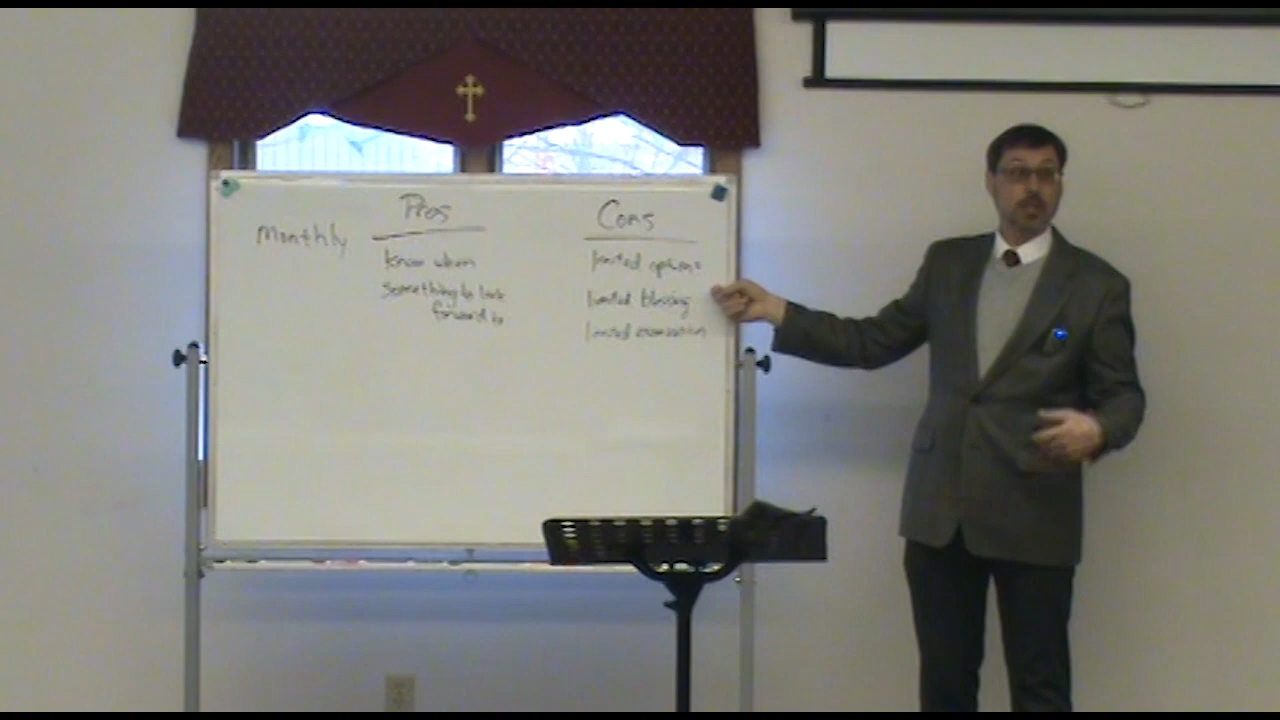 Pros
Cons
Monthly
know when
limited options
something to look
forward to
limited blessing
limited examination